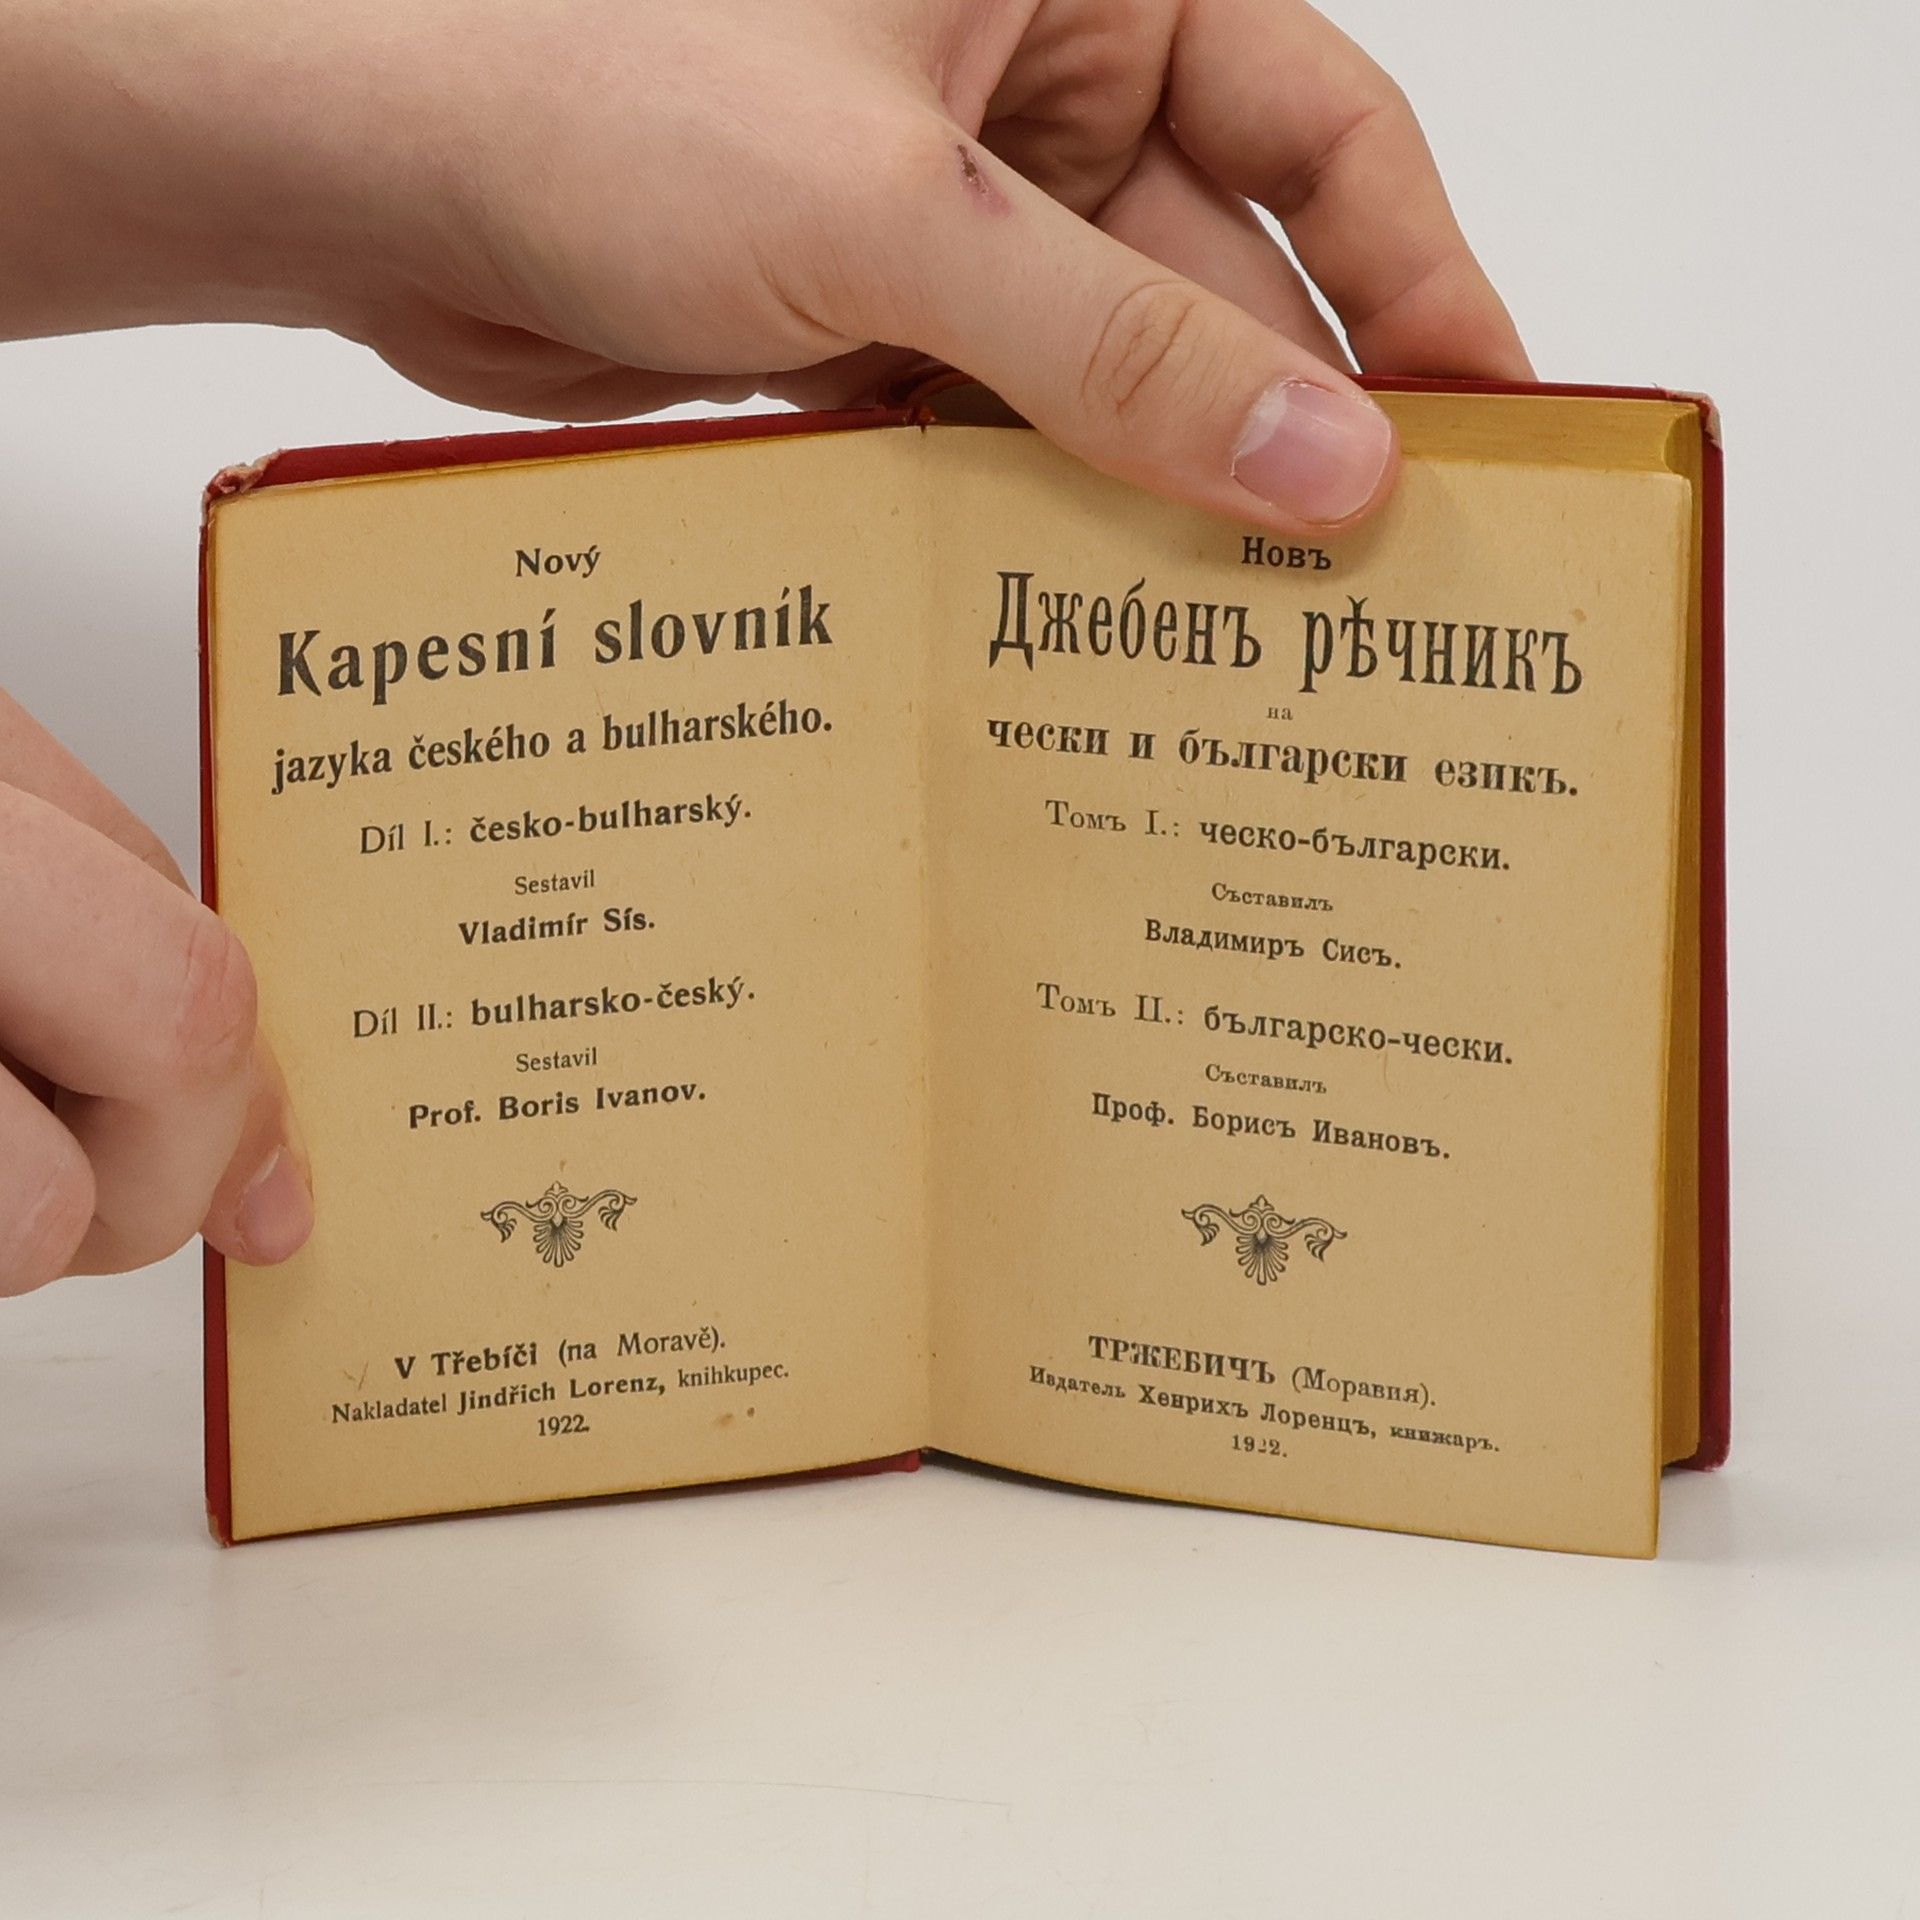 Nový
Kapesní slovník
jazyka českého a bulharského.
Díl I.: česko-bulharský.
Sestavil
Vladimír Sís.
Díl II.: bulharsko-český.
Sestavil
Prof. Boris Ivanov.
V Třebíči (na Moravě).
Nakladatel Jindřich Lorenz, knihkupec.
1922.
Новъ
Джебенъ рѣчникъ
на
чески и български езикъ.
Томъ I.: ческо-български.
Съставилъ
Владимиръ Сисъ.
Томъ II.: българско-чески.
Съставилъ
Проф. Борисъ Ивановъ.
ТРЖЕБИЧЪ (Моравия).
Издатель Хенрихъ Лоренцъ, книжаръ.
1922.